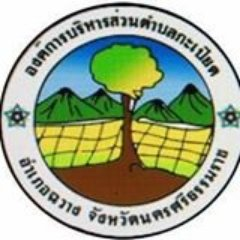 องค์การบริหารส่วนตำบลกะเปียด
อำเภอฉวาง จังหวัดนครศรีธรรมราช